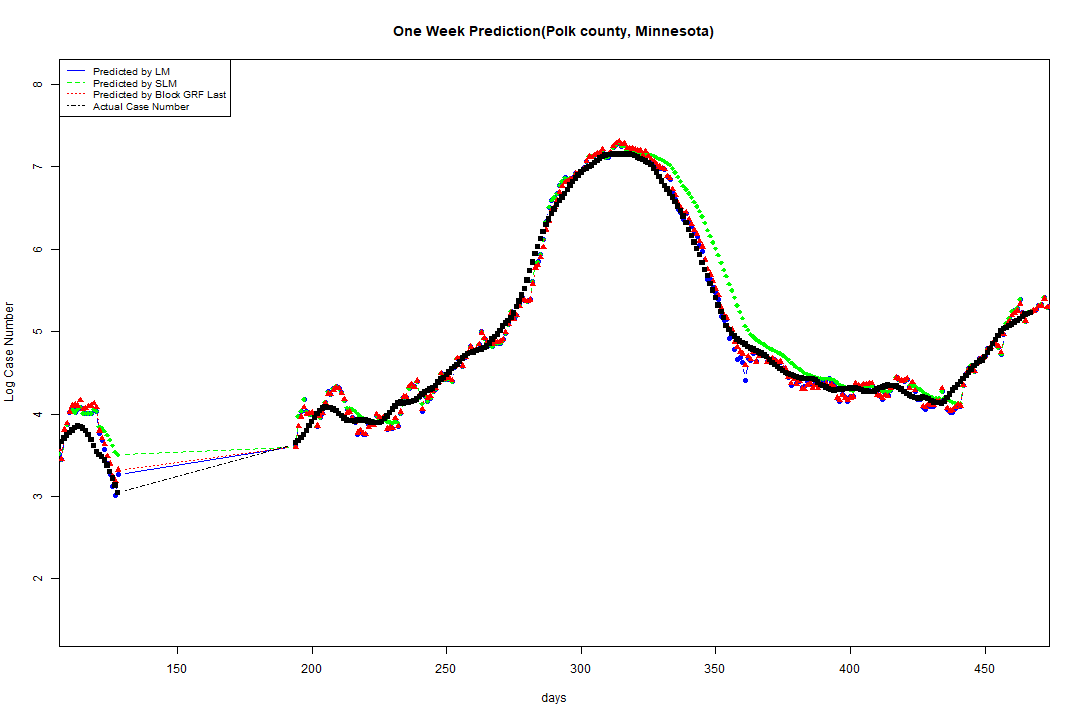 One Week Prediction(Polk county, Minnesota)
Predicted by LM
Predicted by SLM
Predicted by Block GRF Last
Actual Case Number
Log Case Number
8
7
6
5
4
3
2
150 200 250 300 350 400 450
days